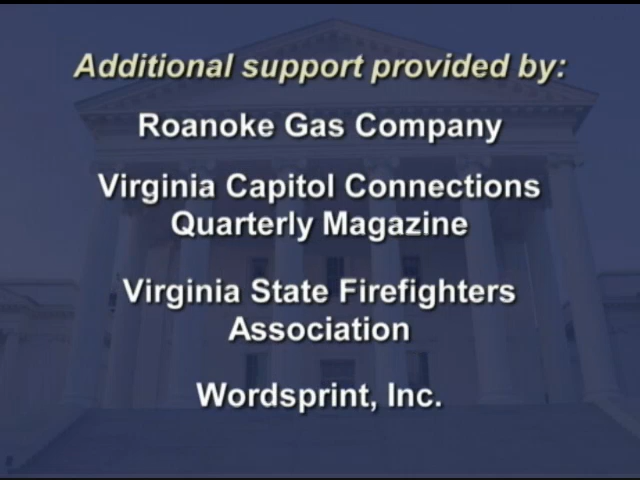 Additional support provided by:
Roanoke Gas Company
Virginia Capitol Connections
Quarterly Magazine
Virginia State Firefighters
Association
Wordsprint, Inc.